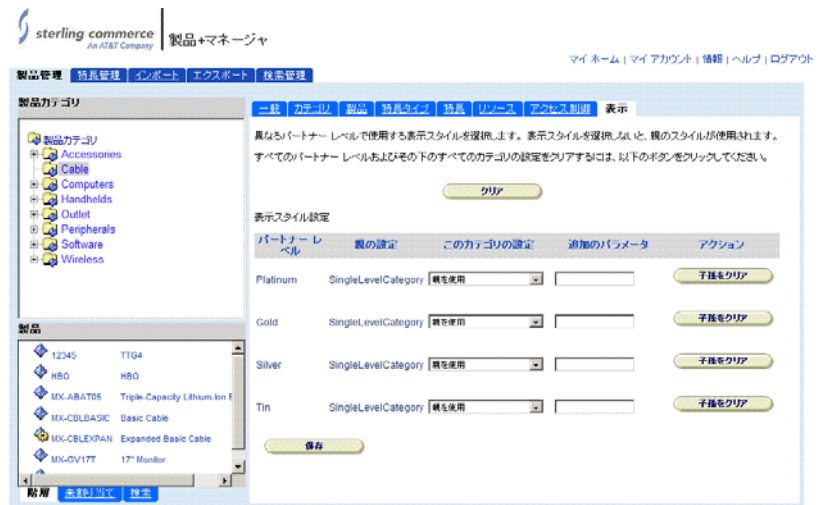 sterling commerce
An AT&T Company
製品+マネージャ
マイ ホーム | マイ アカウント | 情報 | ヘルプ | ログアウト
製品管理 特長管理 インポート エクスポート 検索管理
製品カテゴリ
製品カテゴリ
Accessories
Cable
Computers
Handhelds
Outlet
Peripherals
Software
Wireless
製品
12345 TTG4
HBO HBO
MX-ABAT05 Triple-Capacity Lithium-Ion
MX-CBLBASIC Basic Cable
MX-CBLEXPAN Expanded Basic Cable
MX-GV17T 17" Monitor
階層 未割り当て 検索
一般 カテゴリ 製品 特長タイプ 特長 リソース アクセス制御 表示
異なるパートナー レベルで使用する表示スタイルを選択します。表示スタイルを選択しないと、親のスタイルが使用されます。
すべてのパートナー レベルおよびその下のすべてのカテゴリの設定をクリアするには、以下のボタンをクリックしてください。
クリア
表示スタイル設定
パートナー レベル 親の設定 このカテゴリの設定 追加のパラメータ アクション
Platinum SingleLevelCategory 親を使用 子孫をクリア
Gold SingleLevelCategory 親を使用 子孫をクリア
Silver SingleLevelCategory 親を使用 子孫をクリア
Tin SingleLevelCategory 親を使用 子孫をクリア
保存